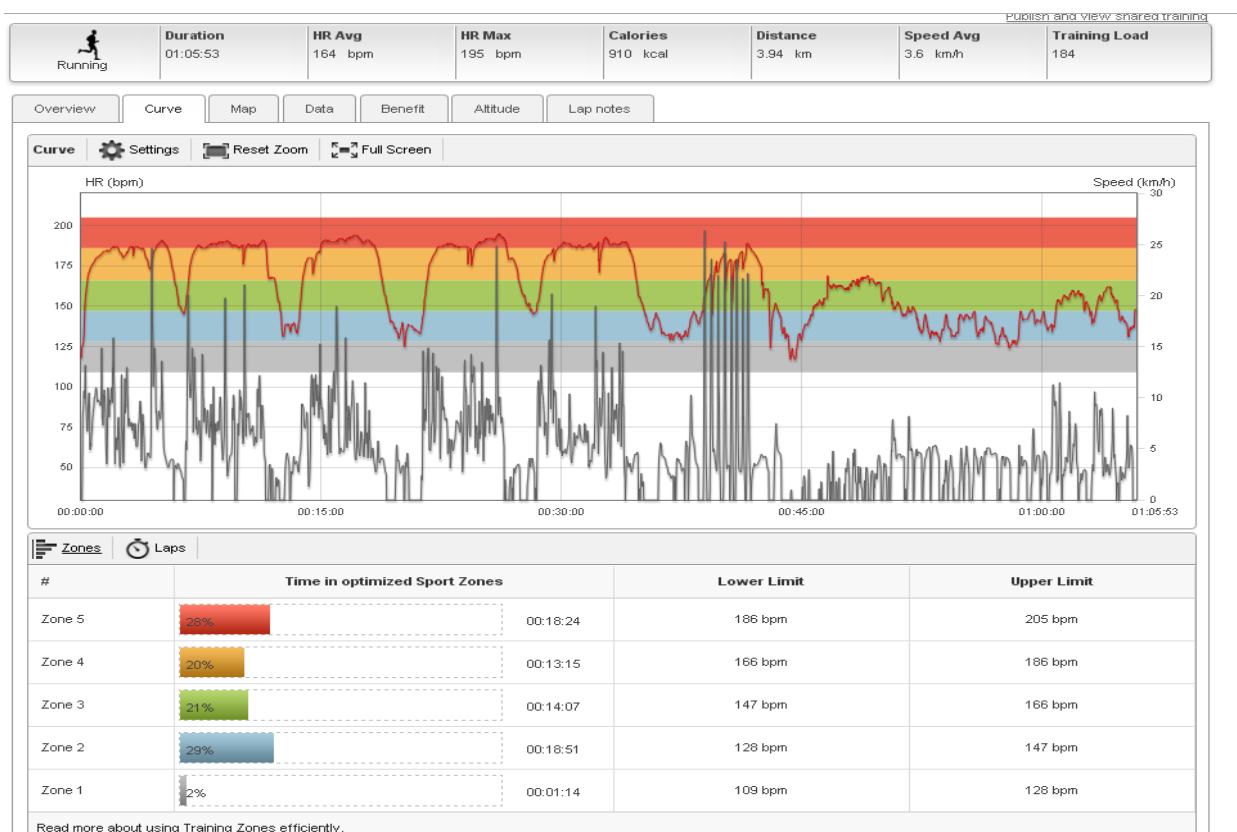 Publish and view shared training
Running
Duration HR Avg HR Max Calories Distance Speed Avg Training Load
01:05:53 164 bpm 195 bpm 910 kcal 3.94 km 3.6 km/h 184
Overview Curve Map Data Benefit Altitude Lap notes
Curve Settings Reset Zoom Full Screen
HR (bpm) Speed (km/h)
30
200
25
175
20
150
15
125
100
10
75
5
50
0
00:00:00 00:15:00 00:30:00 00:45:00 01:00:00 01:05:53
Zones Laps
# Time in optimized Sport Zones Lower Limit Upper Limit
Zone 5 28% 00:18:24 186 bpm 205 bpm
Zone 4 20% 00:13:15 166 bpm 186 bpm
Zone 3 21% 00:14:07 147 bpm 166 bpm
Zone 2 29% 00:18:51 128 bpm 147 bpm
Zone 1 2% 00:01:14 109 bpm 128 bpm
Read more about using Training Zones efficiently.